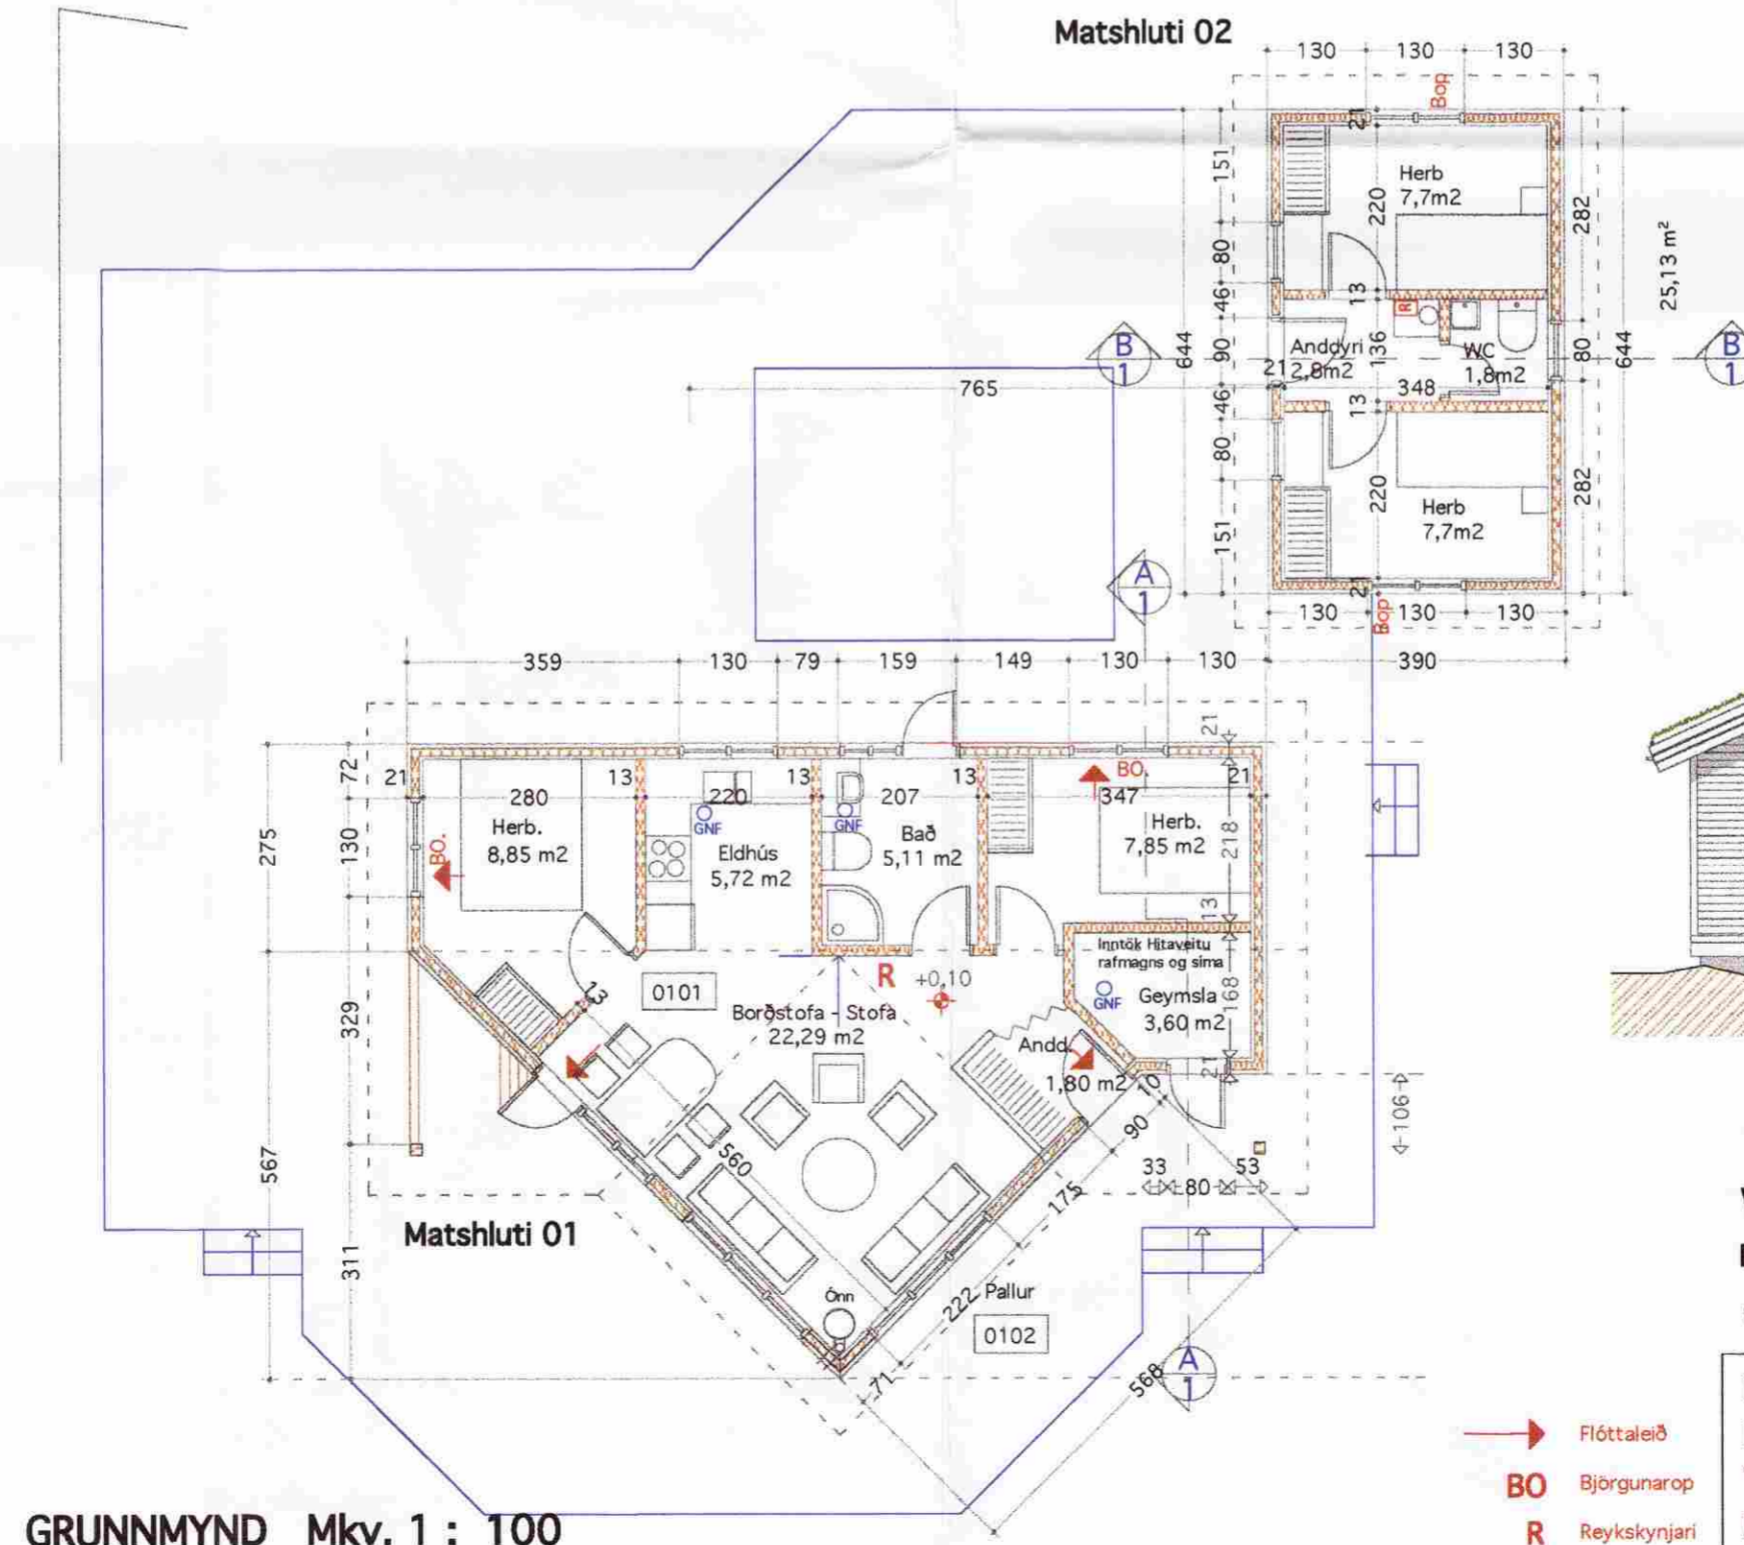 Matshluti 02
130 130 130
Bop
21
Herb
7,7m2
151
220
282
25,13 m²
80
46
13
R
B
1
644
90
Anddyri
2,8m2
136
WC
1,8m2
80
644
B
1
21
348
765
46
13
80
220
282
Herb
7,7m2
151
A
1
21
130 130 130
Bop
359 130 79 159 149 130 130 390
21
72
21 13 13 13 BO. 21
280 220 207 347
GNF GNF
Herb.
8,85 m2
Eldhús
5,72 m2
Bað
5,11 m2
Herb.
7,85 m2
218
275
130
BO.
13
Inntök Hitaveitu
rafmagns og síma
GNF
Geymsla
3,60 m2
168
0101
R
+0,10
13
Borðstofa - Stofa
22,29 m2
329
Andd.
1,80 m2
21
10
106
90
560
567
33 80 53
175
Matshluti 01
311
Ónn
222
Pallur
0102
71
568
A
1
Flóttaleið
BO Björgunarop
R Reykskynjari
GRUNNMYND Mkv. 1 : 100